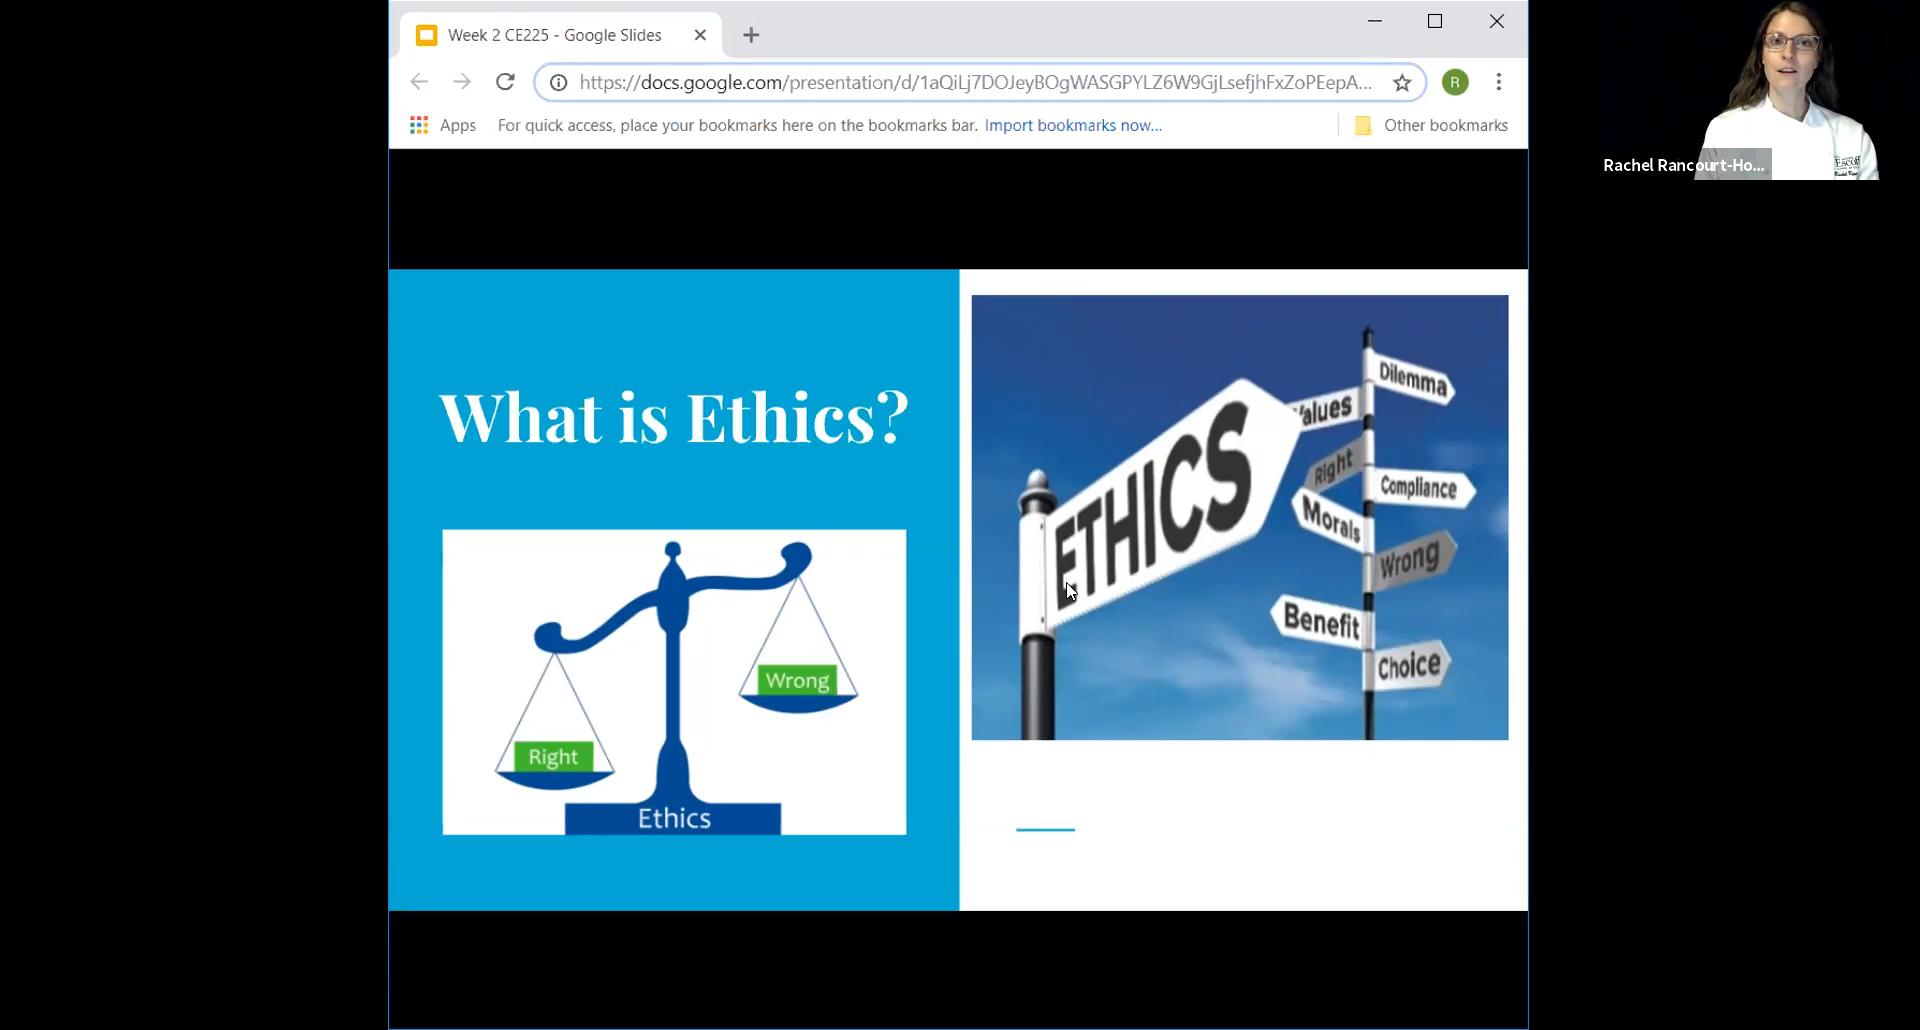 Week 2 CE225 - Google Slides
https://docs.google.com/presentation/d/1aQiLj7DOJeyBOgWASGPYLZ6W9GjLsefjhFxZoPEepA...
R
Apps
For quick access, place your bookmarks here on the bookmarks bar. Import bookmarks now...
Other bookmarks
Rachel Rancourt-Ho...
What is Ethics?
Wrong
Right
Ethics
ETHICS
Dilemma
Values
Right
Compliance
Morals
Wrong
Benefit
Choice